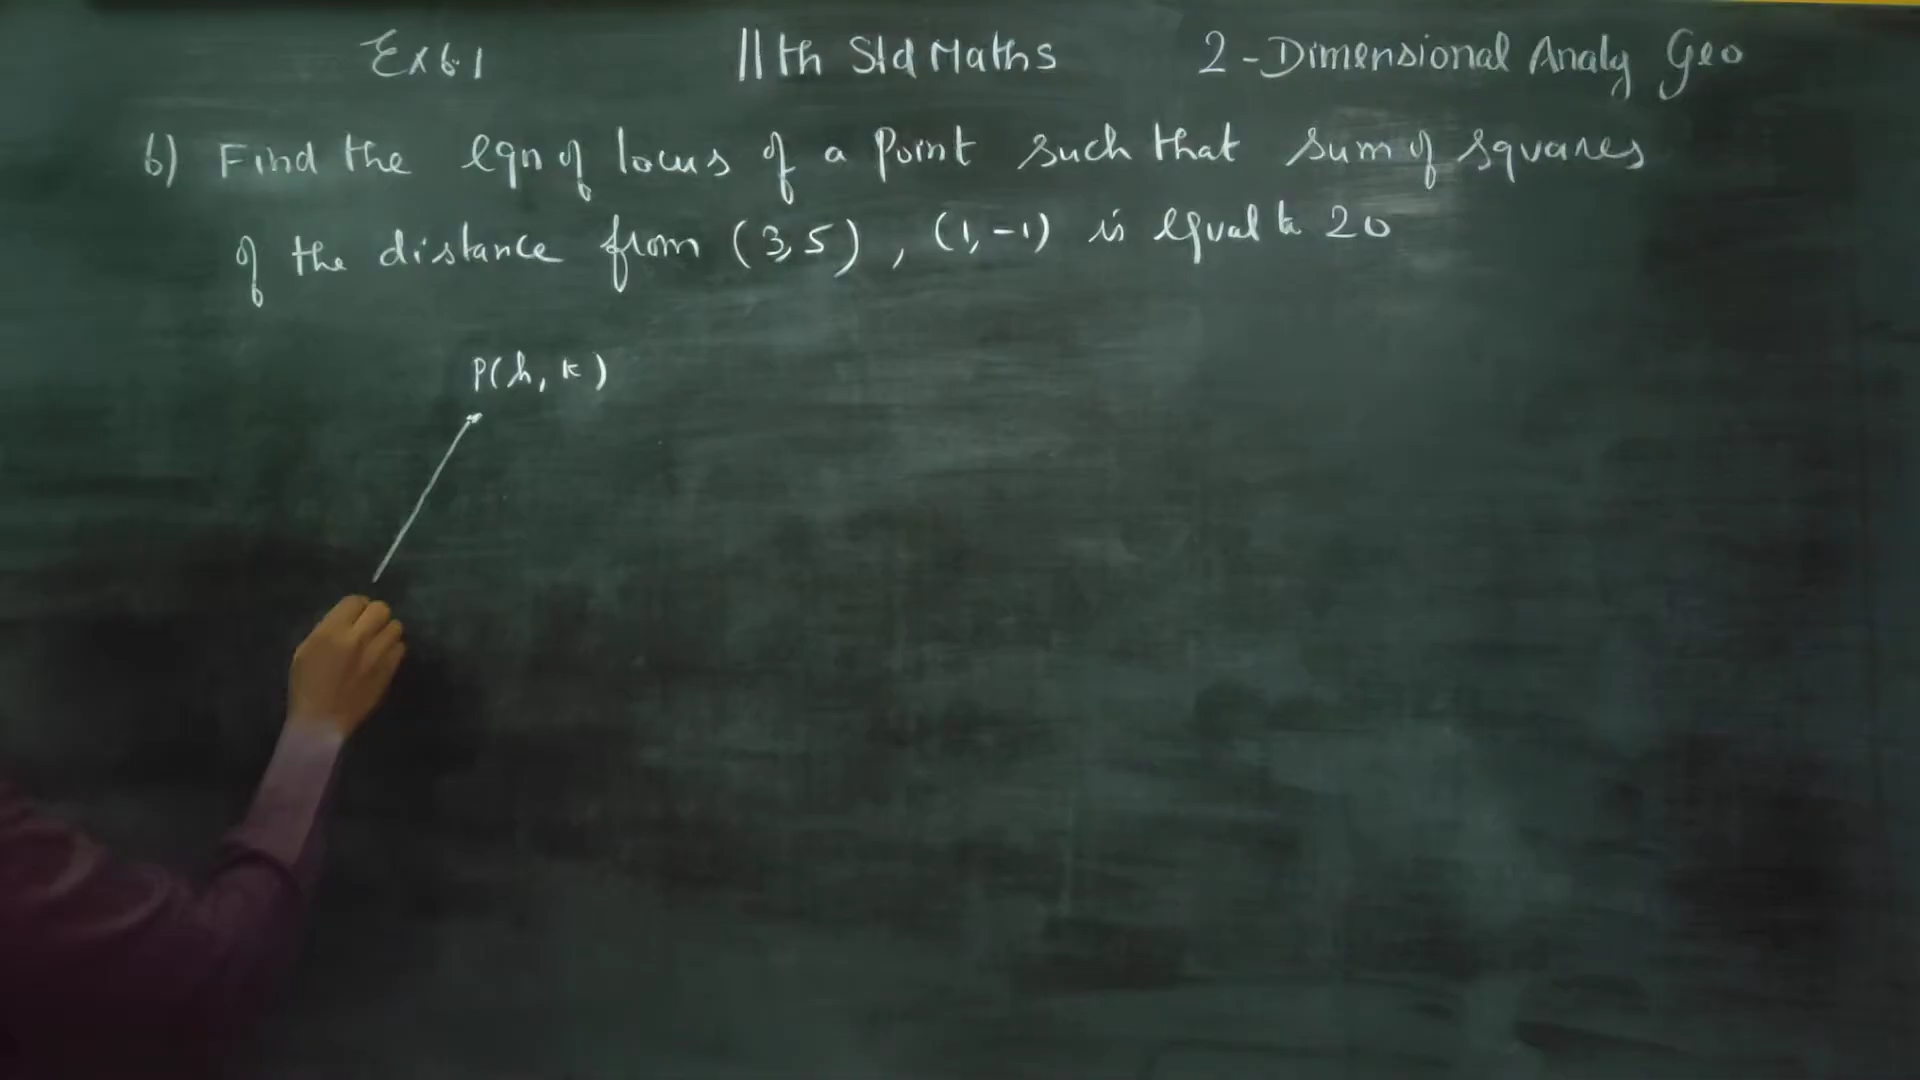 Ex 6.1 11th Std Maths 2-Dimensional Analy Geo
6) Find the eqn of locus of a Point such that sum of squares
of the distance from (3,5), (1,-1) is equal to 20
P(h, k)